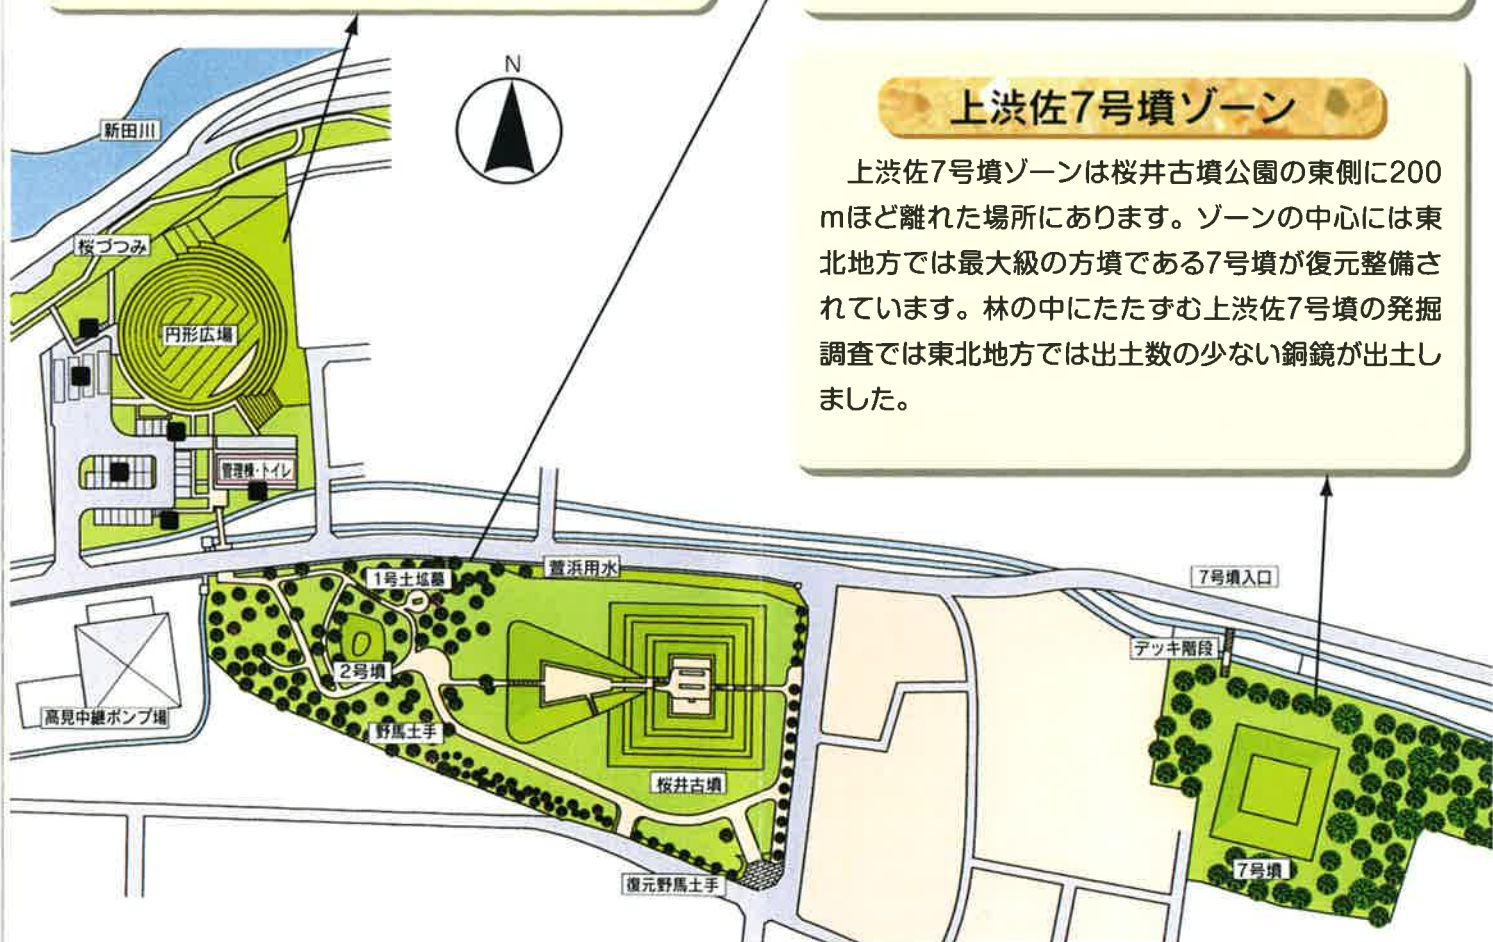 N
上渋佐7号墳ゾーン
上渋佐7号墳ゾーンは桜井古墳公園の東側に200
mほど離れた場所にあります。ゾーンの中心には東
北地方では最大級の方墳である7号墳が復元整備さ
れています。林の中にたたずむ上渋佐7号墳の発掘
調査では東北地方では出土数の少ない銅鏡が出土し
ました。
新田川
桜づつみ
円形広場
管理棟・トイレ
1号土坑墓
萱浜用水
7号墳入口
デッキ階段
2号墳
高見中継ポンプ場
野馬土手
桜井古墳
7号墳
復元野馬土手